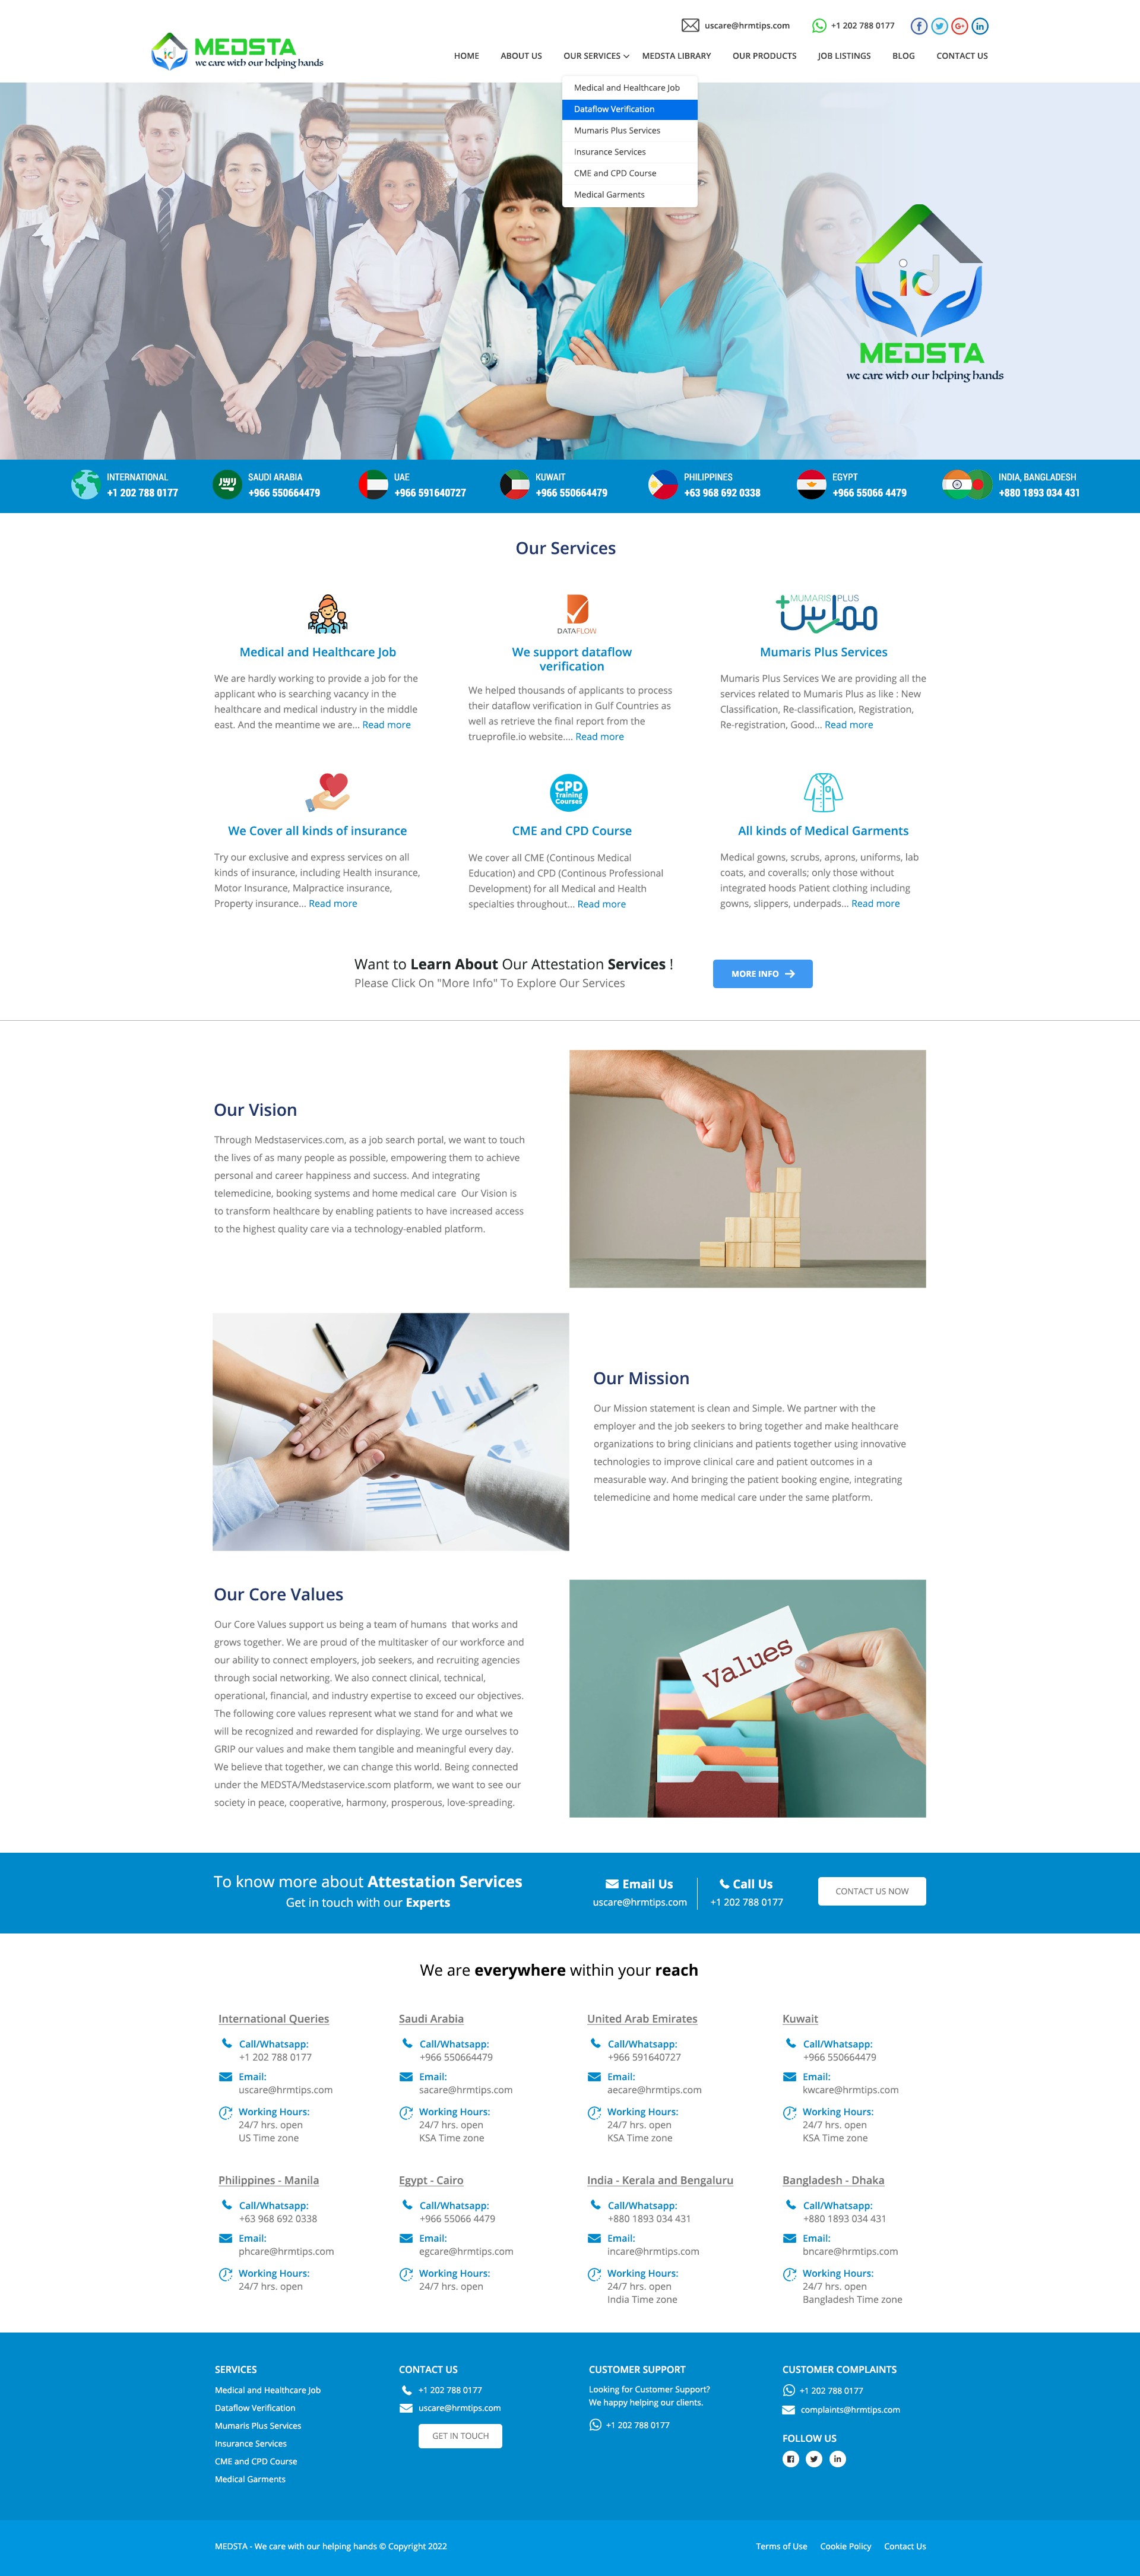 uscare@hrmtips.com
+1 202 788 0177
id
MEDSTA
we care with our helping hands
HOME ABOUT US OUR SERVICES MEDSTA LIBRARY OUR PRODUCTS JOB LISTINGS BLOG CONTACT US
Medical and Healthcare Job
Dataflow Verification
Mumaris Plus Services
Insurance Services
CME and CPD Course
Medical Garments
id
MEDSTA
we care with our helping hands
INTERNATIONAL
+1 202 788 0177
SAUDI ARABIA
+966 550664479
UAE
+966 591640727
KUWAIT
+966 550664479
PHILIPPINES
+63 968 692 0338
EGYPT
+966 55066 4479
INDIA, BANGLADESH
+880 1893 034 431
Our Services
Medical and Healthcare Job
We are hardly working to provide a job for the
applicant who is searching vacancy in the
healthcare and medical industry in the middle
east. And the meantime we are... Read more
DATAFLOW
We support dataflow
verification
We helped thousands of applicants to process
their dataflow verification in Gulf Countries as
well as retrieve the final report from the
trueprofile.io website.... Read more
MUMARIS PLUS
ممارس
Mumaris Plus Services
Mumaris Plus Services We are providing all the
services related to Mumaris Plus as like : New
Classification, Re-classification, Registration,
Re-registration, Good... Read more
We Cover all kinds of insurance
Try our exclusive and express services on all
kinds of insurance, including Health insurance,
Motor Insurance, Malpractice insurance,
Property insurance... Read more
CPD
Training
Courses
CME and CPD Course
We cover all CME (Continous Medical
Education) and CPD (Continous Professional
Development) for all Medical and Health
specialties throughout... Read more
All kinds of Medical Garments
Medical gowns, scrubs, aprons, uniforms, lab
coats, and coveralls; only those without
integrated hoods Patient clothing including
gowns, slippers, underpads... Read more
Want to Learn About Our Attestation Services !
Please Click On "More Info" To Explore Our Services
MORE INFO
Our Vision
Through Medstaservices.com, as a job search portal, we want to touch
the lives of as many people as possible, empowering them to achieve
personal and career happiness and success. And integrating
telemedicine, booking systems and home medical care Our Vision is
to transform healthcare by enabling patients to have increased access
to the highest quality care via a technology-enabled platform.
Our Mission
Our Mission statement is clean and Simple. We partner with the
employer and the job seekers to bring together and make healthcare
organizations to bring clinicians and patients together using innovative
technologies to improve clinical care and patient outcomes in a
measurable way. And bringing the patient booking engine, integrating
telemedicine and home medical care under the same platform.
Our Core Values
Our Core Values support us being a team of humans that works and
grows together. We are proud of the multitasker of our workforce and
our ability to connect employers, job seekers, and recruiting agencies
through social networking. We also connect clinical, technical,
operational, financial, and industry expertise to exceed our objectives.
The following core values represent what we stand for and what we
will be recognized and rewarded for displaying. We urge ourselves to
GRIP our values and make them tangible and meaningful every day.
We believe that together, we can change this world. Being connected
under the MEDSTA/Medstaservice.scom platform, we want to see our
society in peace, cooperative, harmony, prosperous, love-spreading.
Values
To know more about Attestation Services
Get in touch with our Experts
Email Us
uscare@hrmtips.com
Call Us
+1 202 788 0177
CONTACT US NOW
We are everywhere within your reach
International Queries
Call/Whatsapp:
+1 202 788 0177
Email:
uscare@hrmtips.com
Working Hours:
24/7 hrs. open
US Time zone
Saudi Arabia
Call/Whatsapp:
+966 550664479
Email:
sacare@hrmtips.com
Working Hours:
24/7 hrs. open
KSA Time zone
United Arab Emirates
Call/Whatsapp:
+966 591640727
Email:
aecare@hrmtips.com
Working Hours:
24/7 hrs. open
KSA Time zone
Kuwait
Call/Whatsapp:
+966 550664479
Email:
kwcare@hrmtips.com
Working Hours:
24/7 hrs. open
KSA Time zone
Philippines - Manila
Call/Whatsapp:
+63 968 692 0338
Email:
phcare@hrmtips.com
Working Hours:
24/7 hrs. open
Egypt - Cairo
Call/Whatsapp:
+966 55066 4479
Email:
egcare@hrmtips.com
Working Hours:
24/7 hrs. open
India - Kerala and Bengaluru
Call/Whatsapp:
+880 1893 034 431
Email:
incare@hrmtips.com
Working Hours:
24/7 hrs. open
India Time zone
Bangladesh - Dhaka
Call/Whatsapp:
+880 1893 034 431
Email:
bncare@hrmtips.com
Working Hours:
24/7 hrs. open
Bangladesh Time zone
SERVICES
Medical and Healthcare Job
Dataflow Verification
Mumaris Plus Services
Insurance Services
CME and CPD Course
Medical Garments
CONTACT US
+1 202 788 0177
uscare@hrmtips.com
GET IN TOUCH
CUSTOMER SUPPORT
Looking for Customer Support?
We happy helping our clients.
+1 202 788 0177
CUSTOMER COMPLAINTS
+1 202 788 0177
complaints@hrmtips.com
FOLLOW US
MEDSTA - We care with our helping hands © Copyright 2022
Terms of Use Cookie Policy Contact Us